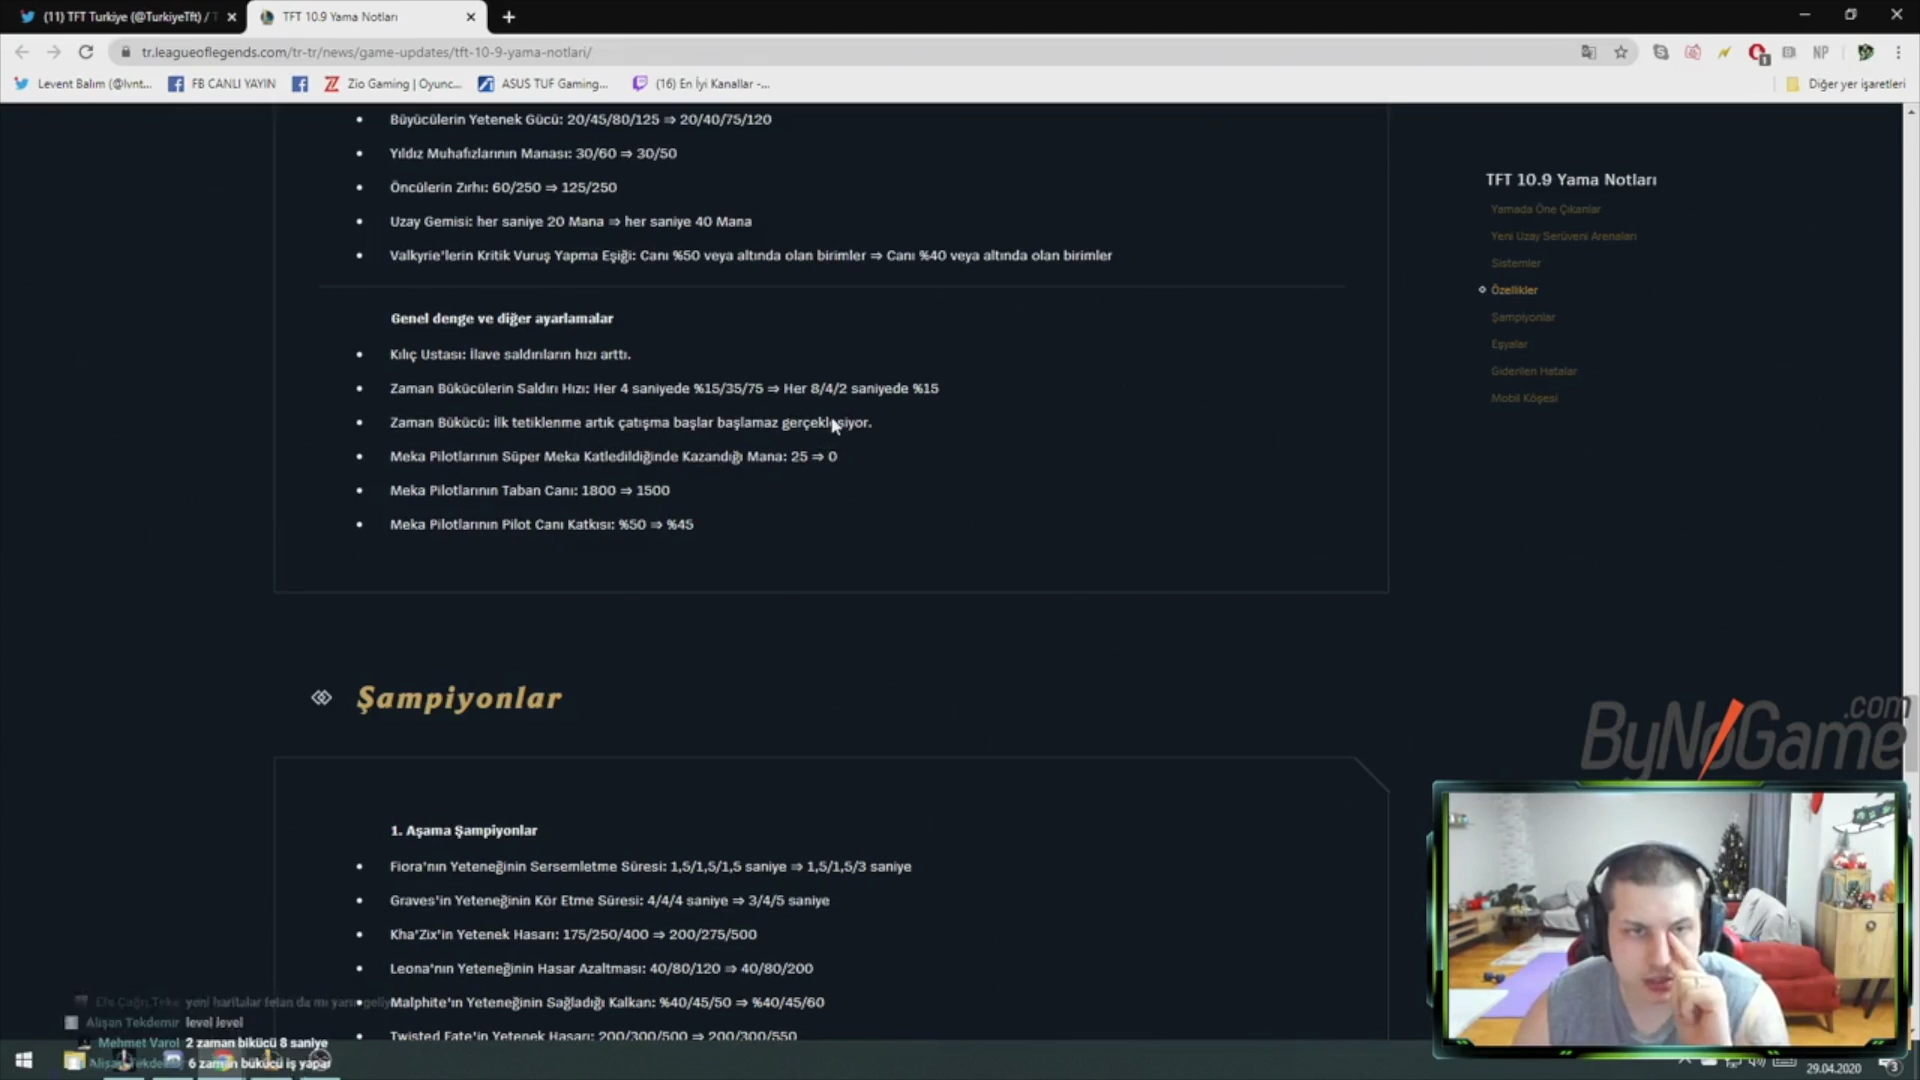 (11) TFT Turkiye (@TurkiyeTft) / T
TFT 10.9 Yama Notları
tr.leagueoflegends.com/tr-tr/news/game-updates/tft-10-9-yama-notlari/
NP
Levent Balım (@lvnt...
FB CANLI YAYIN
Zio Gaming | Oyunc...
ASUS TUF Gaming...
(16) En İyi Kanallar -...
Diğer yer işaretleri
Büyücülerin Yetenek Gücü: 20/45/80/125 ⇒ 20/40/75/120
Yıldız Muhafızlarının Manası: 30/60 ⇒ 30/50
Öncülerin Zırhı: 60/250 ⇒ 125/250
Uzay Gemisi: her saniye 20 Mana ⇒ her saniye 40 Mana
Valkyrie'lerin Kritik Vuruş Yapma Eşiği: Canı %50 veya altında olan birimler ⇒ Canı %40 veya altında olan birimler
Genel denge ve diğer ayarlamalar
Kılıç Ustası: İlave saldırıların hızı arttı.
Zaman Bükücülerin Saldırı Hızı: Her 4 saniyede %15/35/75 ⇒ Her 8/4/2 saniyede %15
Zaman Bükücü: İlk tetiklenme artık çatışma başlar başlamaz gerçekleşiyor.
Meka Pilotlarının Süper Meka Katledildiğinde Kazandığı Mana: 25 ⇒ 0
Meka Pilotlarının Taban Canı: 1800 ⇒ 1500
Meka Pilotlarının Pilot Canı Katkısı: %50 ⇒ %45
TFT 10.9 Yama Notları
Yamada Öne Çıkanlar
Yeni Uzay Serüveni Arenaları
Sistemler
Özellikler
Şampiyonlar
Eşyalar
Giderilen Hatalar
Mobil Köşesi
Şampiyonlar
1. Aşama Şampiyonlar
Fiora'nın Yeteneğinin Sersemletme Süresi: 1,5/1,5/1,5 saniye ⇒ 1,5/1,5/3 saniye
Graves'in Yeteneğinin Kör Etme Süresi: 4/4/4 saniye ⇒ 3/4/5 saniye
Kha'Zix'in Yetenek Hasarı: 175/250/400 ⇒ 200/275/500
Leona'nın Yeteneğinin Hasar Azaltması: 40/80/120 ⇒ 40/80/200
Malphite'ın Yeteneğinin Sağladığı Kalkan: %40/45/50 ⇒ %40/45/60
Twisted Fate'in Yetenek Hasarı: 200/300/500 ⇒ 200/300/550
yeni haritalar felan da mı yarın
Alişan Tekdemir level level
Mehmet Varol 2 zaman bikücü 8 saniye
6 zaman bükücü iş yapar
ByNoGame.com
29.04.2020
3